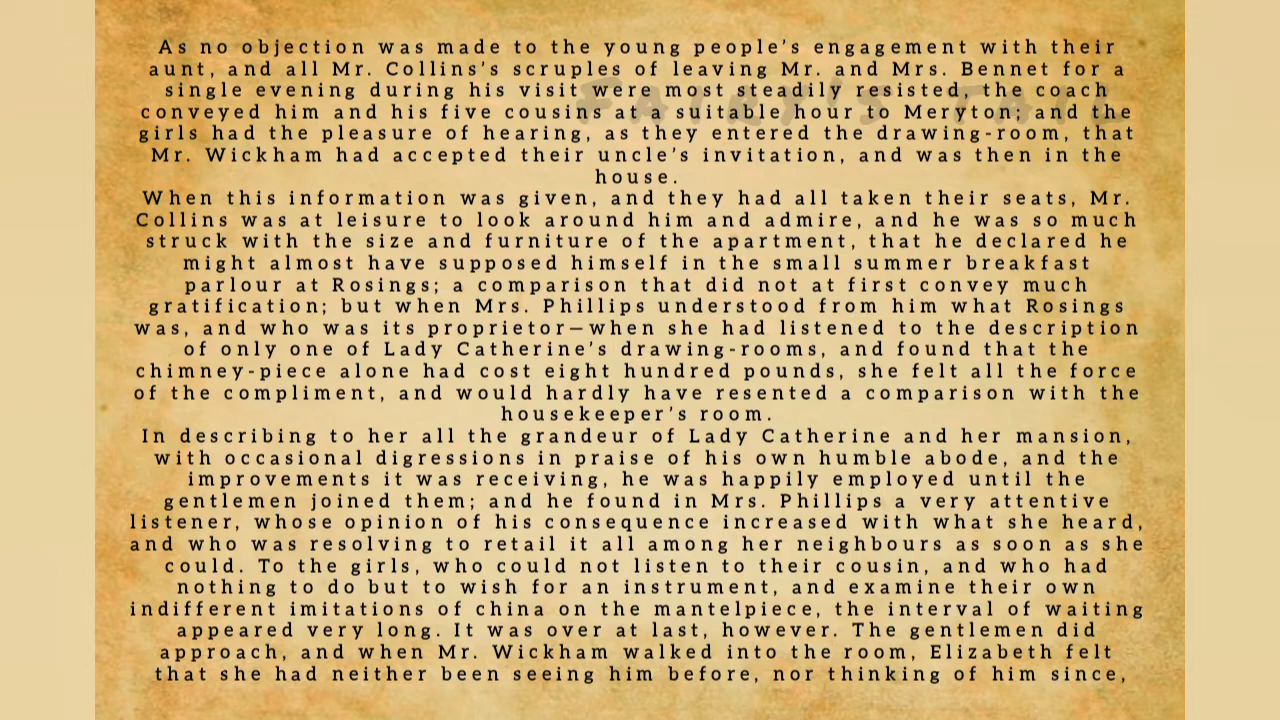 As no objection was made to the young people's engagement with their
aunt, and all Mr. Collins's scruples of leaving Mr. and Mrs. Bennet for a
single evening during his visit were most steadily resisted, the coach
conveyed him and his five cousins at a suitable hour to Meryton; and the
girls had the pleasure of hearing, as they entered the drawing-room, that
Mr. Wickham had accepted their uncle's invitation, and was then in the
house.
When this information was given, and they had all taken their seats, Mr.
Collins was at leisure to look around him and admire, and he was so much
struck with the size and furniture of the apartment, that he declared he
might almost have supposed himself in the small summer breakfast
parlour at Rosings; a comparison that did not at first convey much
gratification; but when Mrs. Phillips understood from him what Rosings
was, and who was its proprietor—when she had listened to the description
of only one of Lady Catherine's drawing-rooms, and found that the
chimney-piece alone had cost eight hundred pounds, she felt all the force
of the compliment, and would hardly have resented a comparison with the
housekeeper's room.
In describing to her all the grandeur of Lady Catherine and her mansion,
with occasional digressions in praise of his own humble abode, and the
improvements it was receiving, he was happily employed until the
gentlemen joined them; and he found in Mrs. Phillips a very attentive
listener, whose opinion of his consequence increased with what she heard,
and who was resolving to retail it all among her neighbours as soon as she
could. To the girls, who could not listen to their cousin, and who had
nothing to do but to wish for an instrument, and examine their own
indifferent imitations of china on the mantelpiece, the interval of waiting
appeared very long. It was over at last, however. The gentlemen did
approach, and when Mr. Wickham walked into the room, Elizabeth felt
that she had neither been seeing him before, nor thinking of him since,